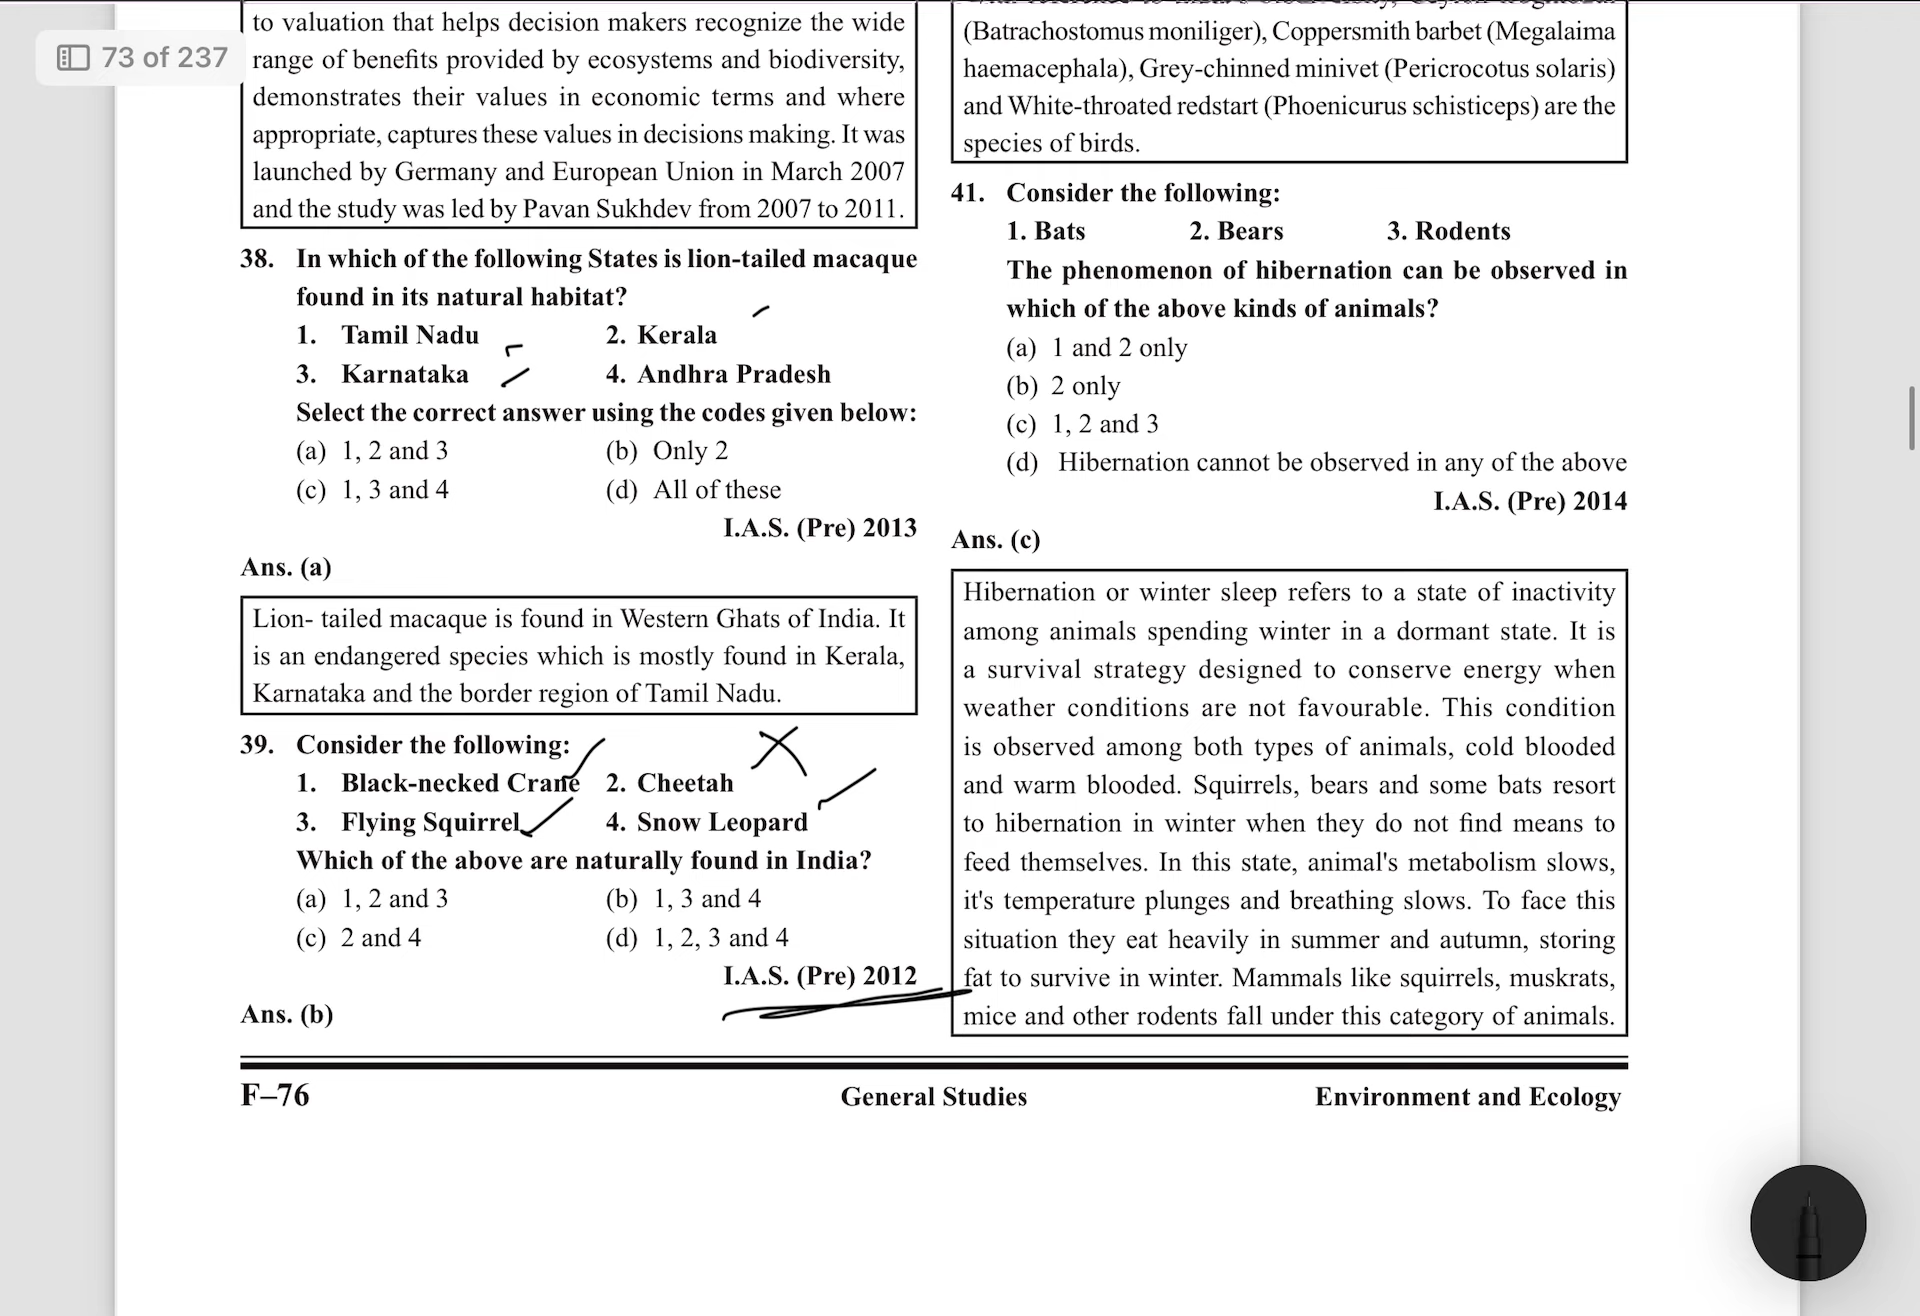 73 of 237
to valuation that helps decision makers recognize the wide
range of benefits provided by ecosystems and biodiversity,
demonstrates their values in economic terms and where
appropriate, captures these values in decisions making. It was
launched by Germany and European Union in March 2007
and the study was led by Pavan Sukhdev from 2007 to 2011.
38. In which of the following States is lion-tailed macaque
found in its natural habitat?
1. Tamil Nadu 2. Kerala
3. Karnataka 4. Andhra Pradesh
Select the correct answer using the codes given below:
(a) 1, 2 and 3 (b) Only 2
(c) 1, 3 and 4 (d) All of these
I.A.S. (Pre) 2013
Ans. (a)
Lion- tailed macaque is found in Western Ghats of India. It
is an endangered species which is mostly found in Kerala,
Karnataka and the border region of Tamil Nadu.
39. Consider the following:
1. Black-necked Crane 2. Cheetah
3. Flying Squirrel 4. Snow Leopard
Which of the above are naturally found in India?
(a) 1, 2 and 3 (b) 1, 3 and 4
(c) 2 and 4 (d) 1, 2, 3 and 4
I.A.S. (Pre) 2012
Ans. (b)
(Batrachostomus moniliger), Coppersmith barbet (Megalaima
haemacephala), Grey-chinned minivet (Pericrocotus solaris)
and White-throated redstart (Phoenicurus schisticeps) are the
species of birds.
41. Consider the following:
1. Bats 2. Bears 3. Rodents
The phenomenon of hibernation can be observed in
which of the above kinds of animals?
(a) 1 and 2 only
(b) 2 only
(c) 1, 2 and 3
(d) Hibernation cannot be observed in any of the above
I.A.S. (Pre) 2014
Ans. (c)
Hibernation or winter sleep refers to a state of inactivity
among animals spending winter in a dormant state. It is
a survival strategy designed to conserve energy when
weather conditions are not favourable. This condition
is observed among both types of animals, cold blooded
and warm blooded. Squirrels, bears and some bats resort
to hibernation in winter when they do not find means to
feed themselves. In this state, animal's metabolism slows,
it's temperature plunges and breathing slows. To face this
situation they eat heavily in summer and autumn, storing
fat to survive in winter. Mammals like squirrels, muskrats,
mice and other rodents fall under this category of animals.
F–76 General Studies Environment and Ecology